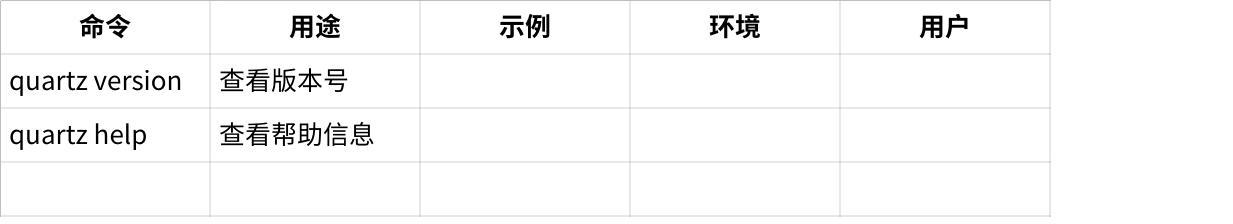 命令 用途 示例 环境 用户
quartz version 查看版本号
quartz help 查看帮助信息